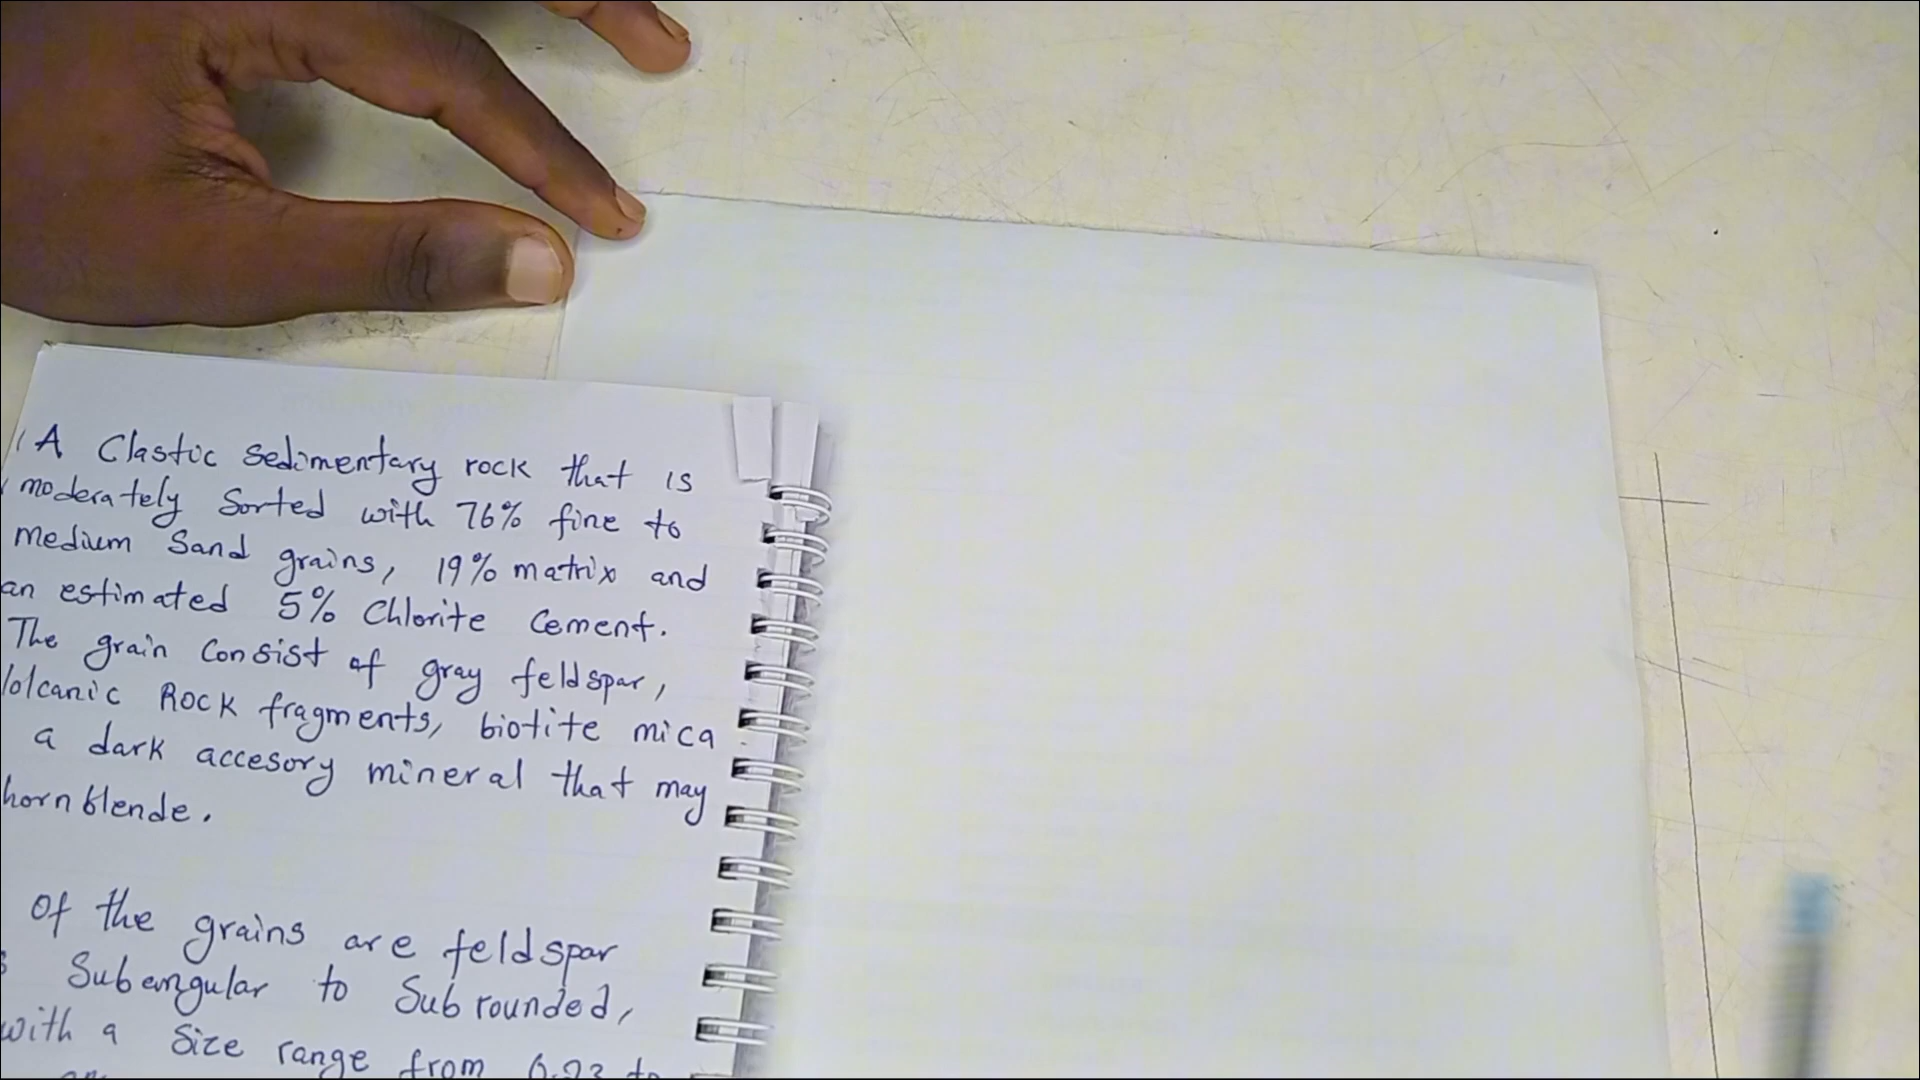 A Clastic Sedimentary rock that is
moderately Sorted with 76% fine to
medium Sand grains, 19% matrix and
an estimated 5% Chlorite Cement.
The grain Consist of gray feldspar,
Volcanic Rock fragments, biotite mica
a dark accesory mineral that may
hornblende.
of the grains are feldspar
Subangular to Subrounded,
with a Size range from to